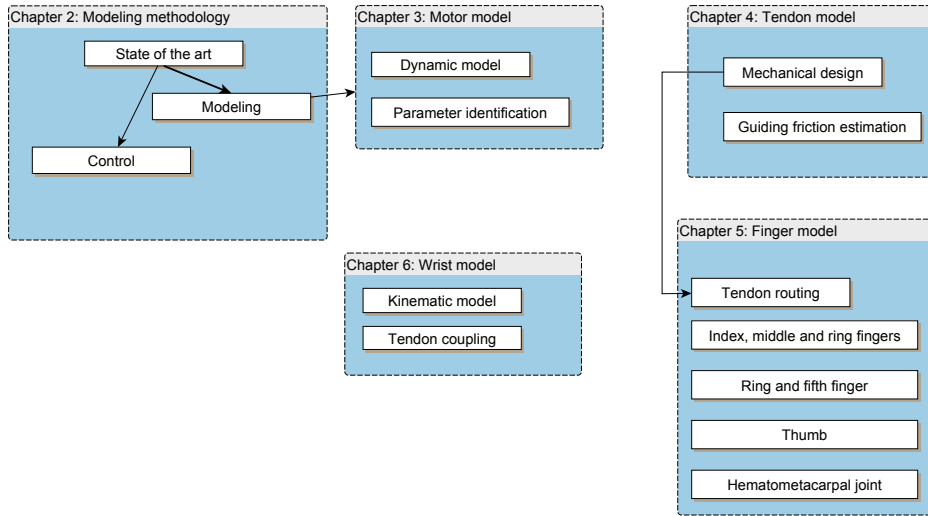 Chapter 2: Modeling methodology
State of the art
Modeling
Control
Chapter 3: Motor model
Dynamic model
Parameter identification
Chapter 4: Tendon model
Mechanical design
Guiding friction estimation
Chapter 5: Finger model
Tendon routing
Index, middle and ring fingers
Ring and fifth finger
Thumb
Hematometacarpal joint
Chapter 6: Wrist model
Kinematic model
Tendon coupling